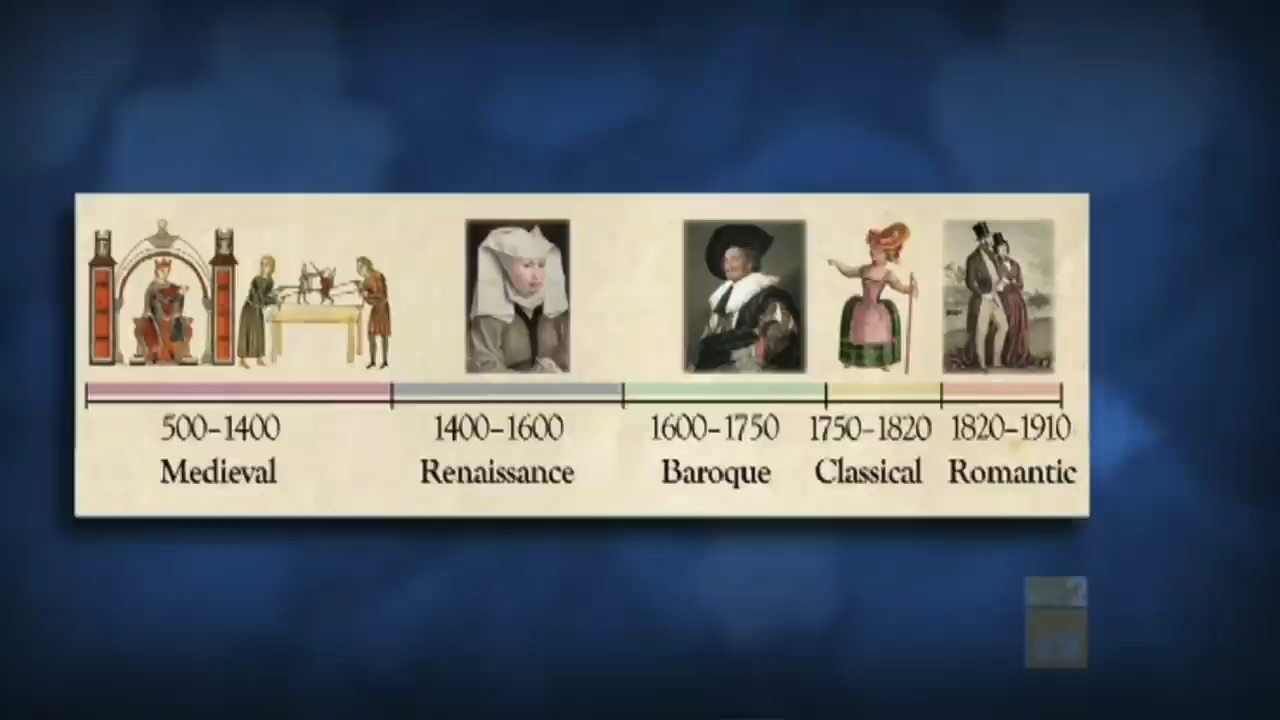 500–1400
Medieval
1400–1600
Renaissance
1600–1750
Baroque
1750–1820
Classical
1820–1910
Romantic